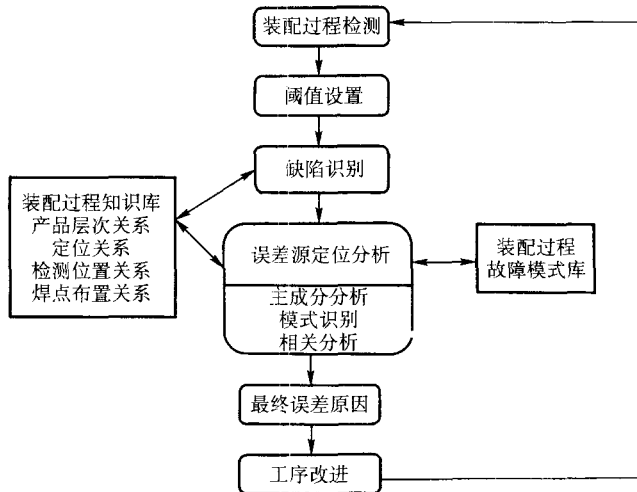 装配过程检测
阈值设置
缺陷识别
装配过程知识库
产品层次关系
定位关系
检测位置关系
焊点布置关系
误差源定位分析
主成分分析
模式识别
相关分析
装配过程
故障模式库
最终误差原因
工序改进